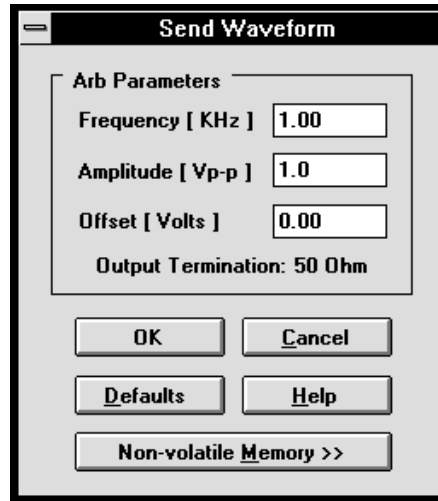 Send Waveform
Arb Parameters
Frequency [ KHz ] 1.00
Amplitude [ Vp-p ] 1.0
Offset [ Volts ] 0.00
Output Termination: 50 Ohm
OK Cancel
Defaults Help
Non-volatile Memory >>